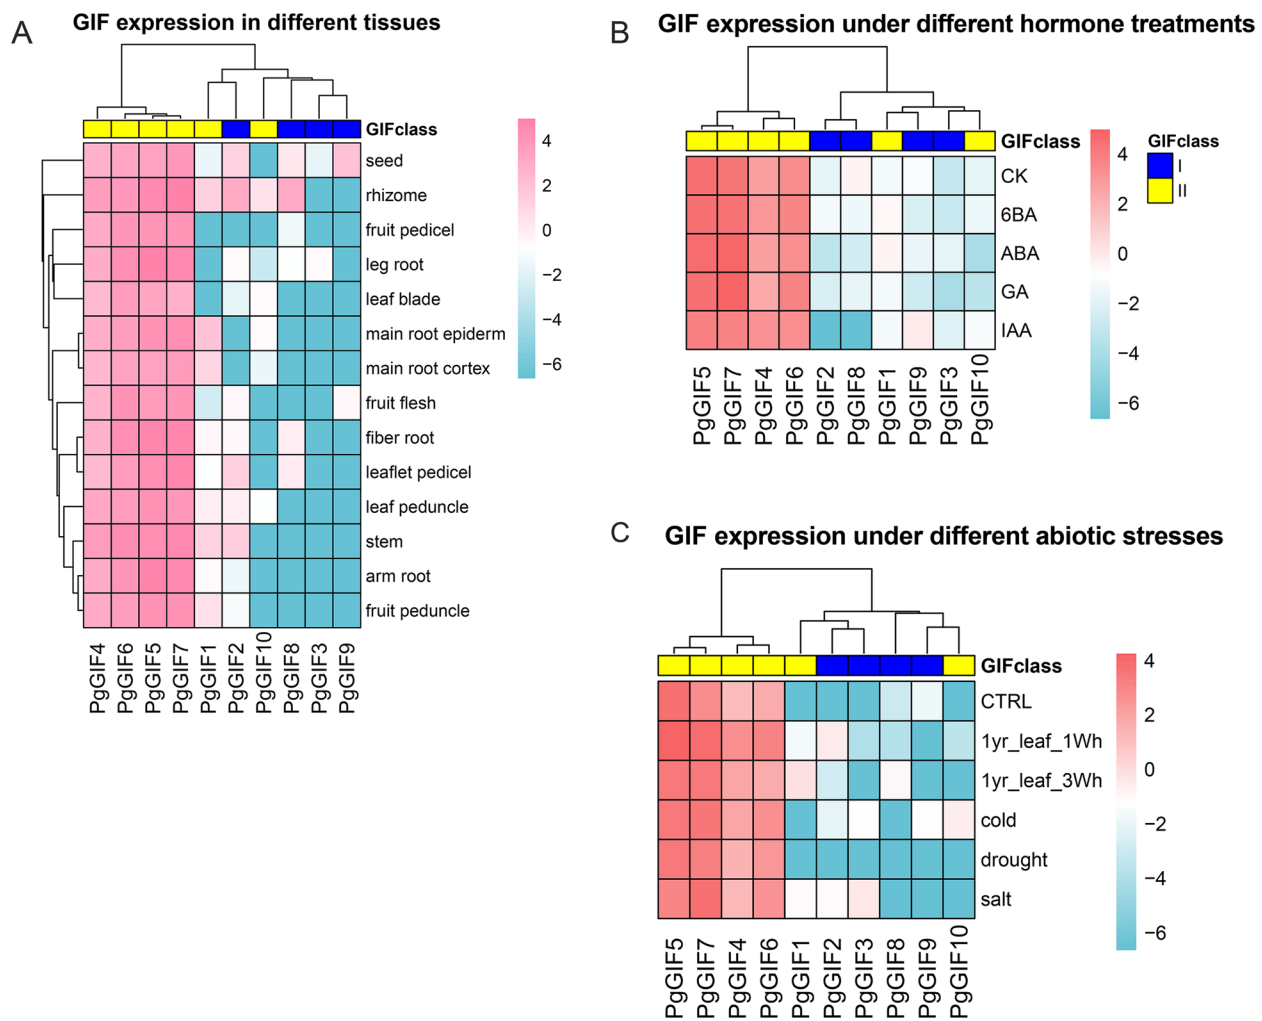 A
GIF expression in different tissues
GIFclass
seed
rhizome
fruit pedicel
leg root
leaf blade
main root epiderm
main root cortex
fruit flesh
fiber root
leaflet pedicel
leaf peduncle
stem
arm root
fruit peduncle
4
2
0
−2
−4
−6
PgGIF4
PgGIF6
PgGIF5
PgGIF7
PgGIF1
PgGIF2
PgGIF10
PgGIF8
PgGIF3
PgGIF9
B
GIF expression under different hormone treatments
GIFclass
CK
6BA
ABA
GA
IAA
4
2
0
−2
−4
−6
GIFclass
I
II
PgGIF5
PgGIF7
PgGIF4
PgGIF6
PgGIF2
PgGIF8
PgGIF1
PgGIF9
PgGIF3
PgGIF10
C
GIF expression under different abiotic stresses
GIFclass
CTRL
1yr_leaf_1Wh
1yr_leaf_3Wh
cold
drought
salt
4
2
0
−2
−4
−6
PgGIF5
PgGIF7
PgGIF4
PgGIF6
PgGIF1
PgGIF2
PgGIF3
PgGIF8
PgGIF9
PgGIF10